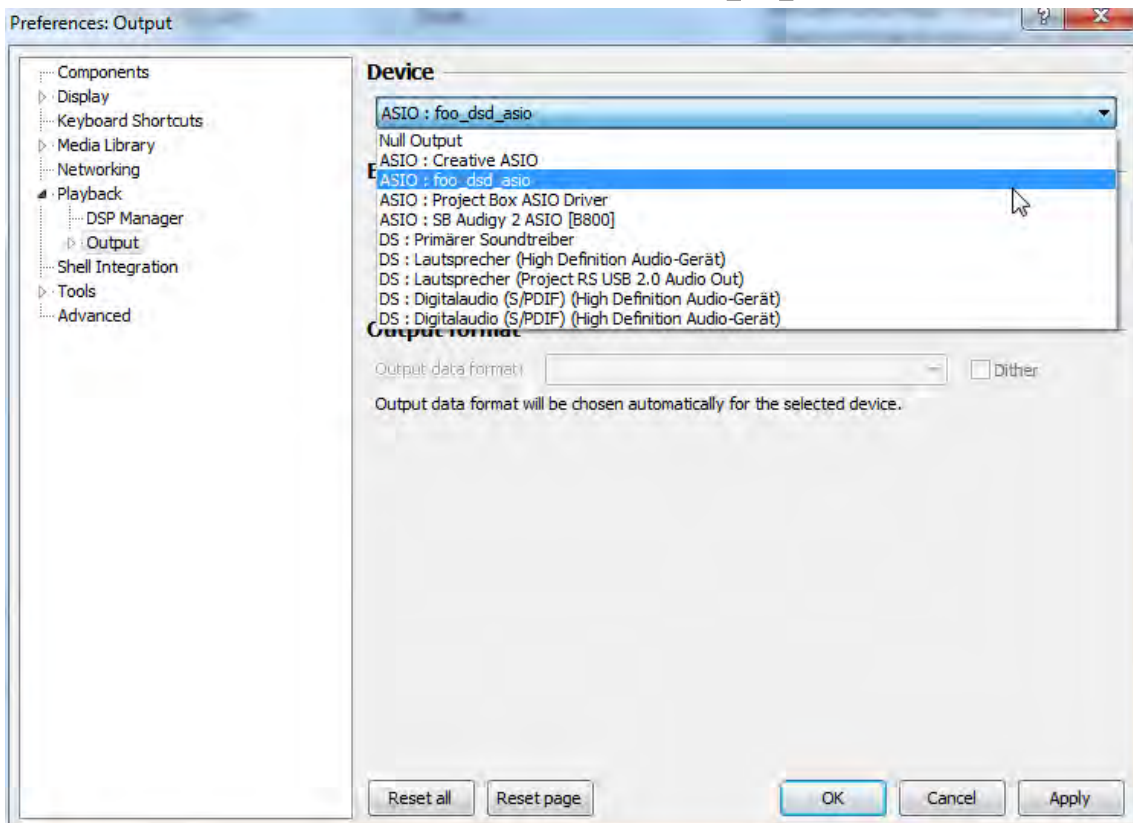 Preferences: Output
Components
Display
Keyboard Shortcuts
Media Library
Networking
Playback
DSP Manager
Output
Shell Integration
Tools
Advanced
Device
ASIO : foo_dsd_asio
Null Output
ASIO : Creative ASIO
ASIO : foo_dsd_asio
ASIO : Project Box ASIO Driver
ASIO : SB Audigy 2 ASIO [B800]
DS : Primärer Soundtreiber
DS : Lautsprecher (High Definition Audio-Gerät)
DS : Lautsprecher (Project RS USB 2.0 Audio Out)
DS : Digitalaudio (S/PDIF) (High Definition Audio-Gerät)
DS : Digitalaudio (S/PDIF) (High Definition Audio-Gerät)
Output format
Output data format:
Dither
Output data format will be chosen automatically for the selected device.
Reset all
Reset page
OK
Cancel
Apply